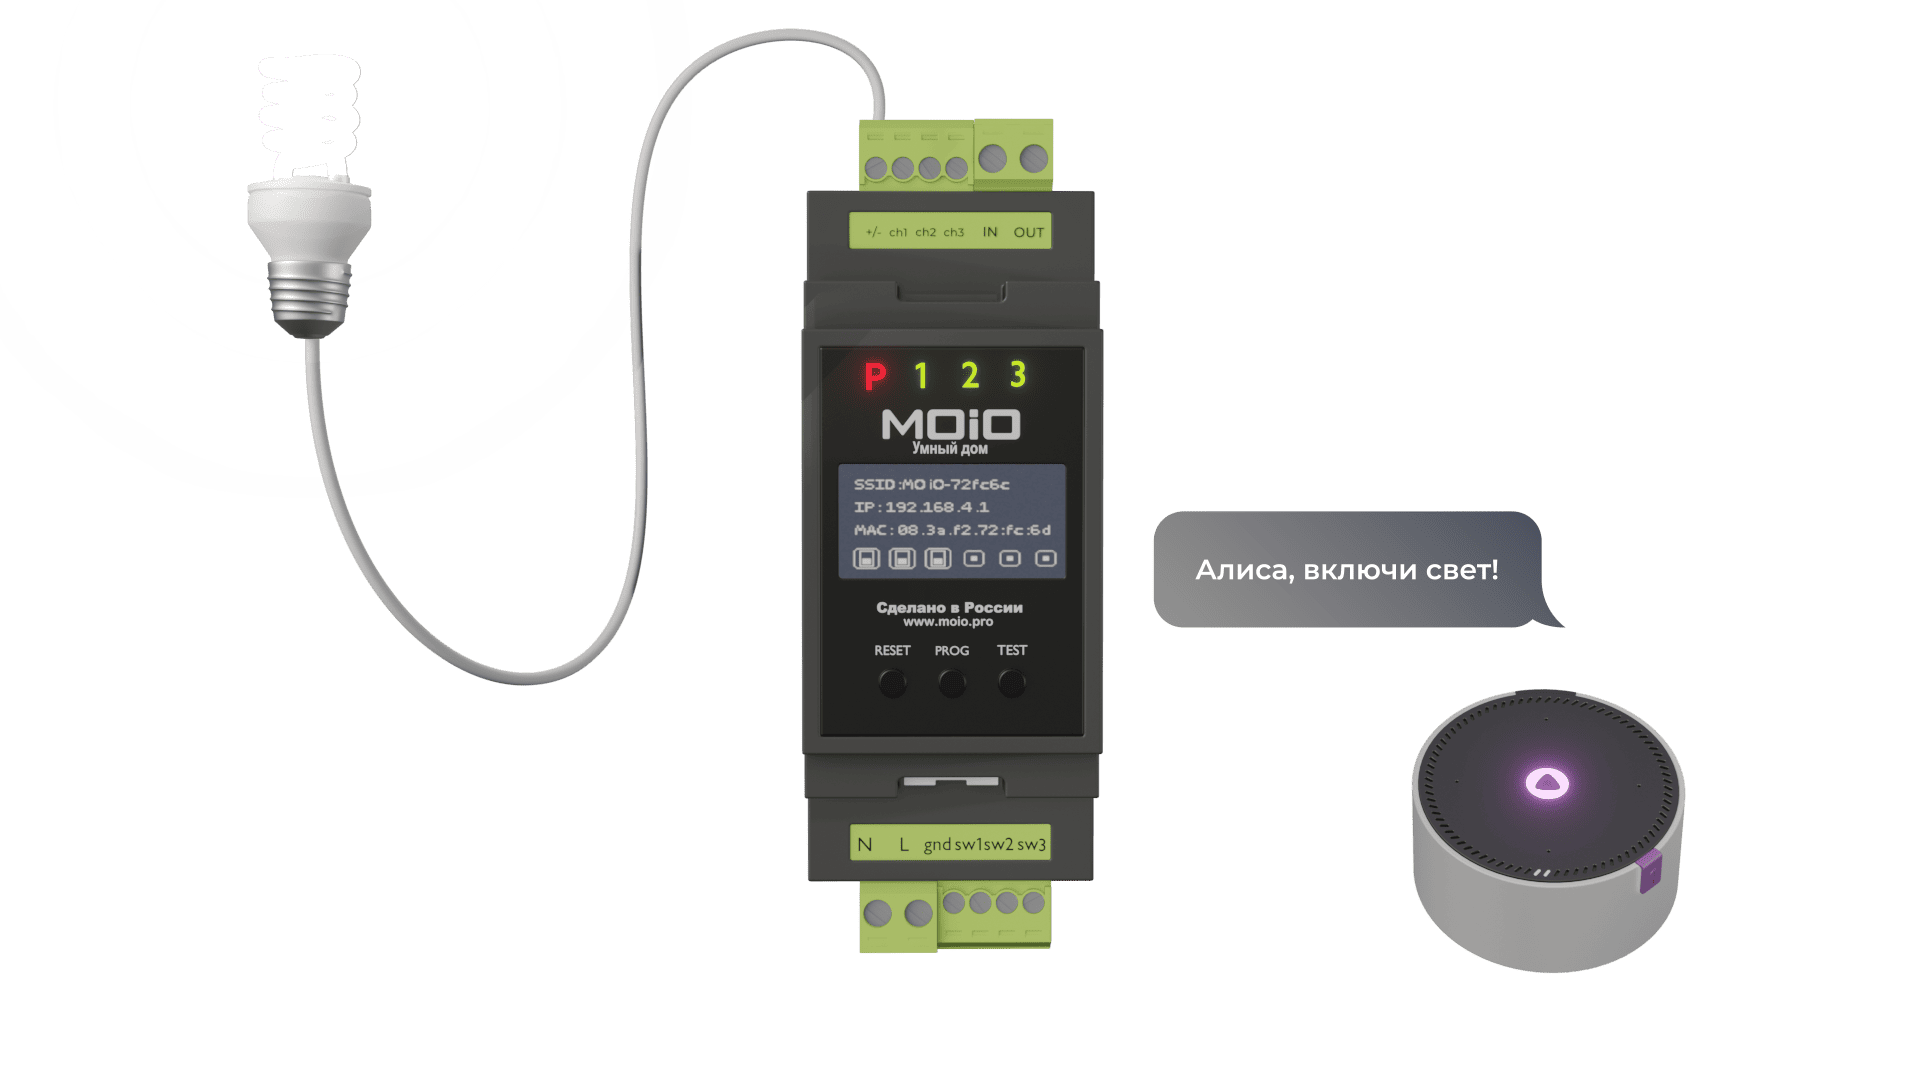 +/- ch1 ch2 ch3 IN OUT
P 1 2 3
MOiO
Умный дом
SSID:MOiO-72fc6c
IP:192.168.4.1
MAC:08.3a.f2.72:fc:6d
Сделано в России
www.moio.pro
RESET PROG TEST
N L gnd sw1 sw2 sw3
Алиса, включи свет!